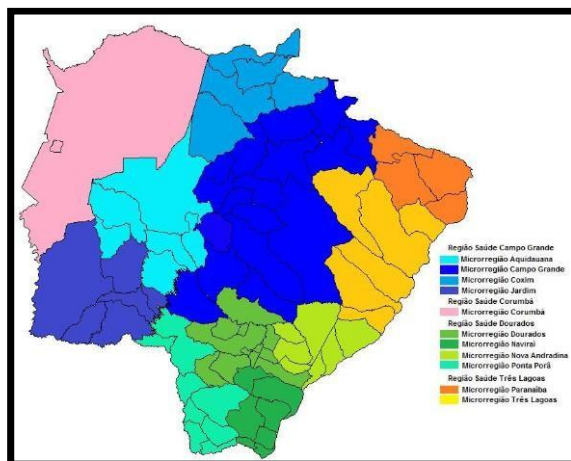 Região Saúde Campo Grande
Microrregião Aquidauana
Microrregião Campo Grande
Microrregião Coxim
Microrregião Jardim
Região Saúde Corumbá
Microrregião Corumbá
Região Saúde Dourados
Microrregião Dourados
Microrregião Naviraí
Microrregião Nova Andradina
Microrregião Ponta Porã
Região Saúde Três Lagoas
Microrregião Paranaíba
Microrregião Três Lagoas